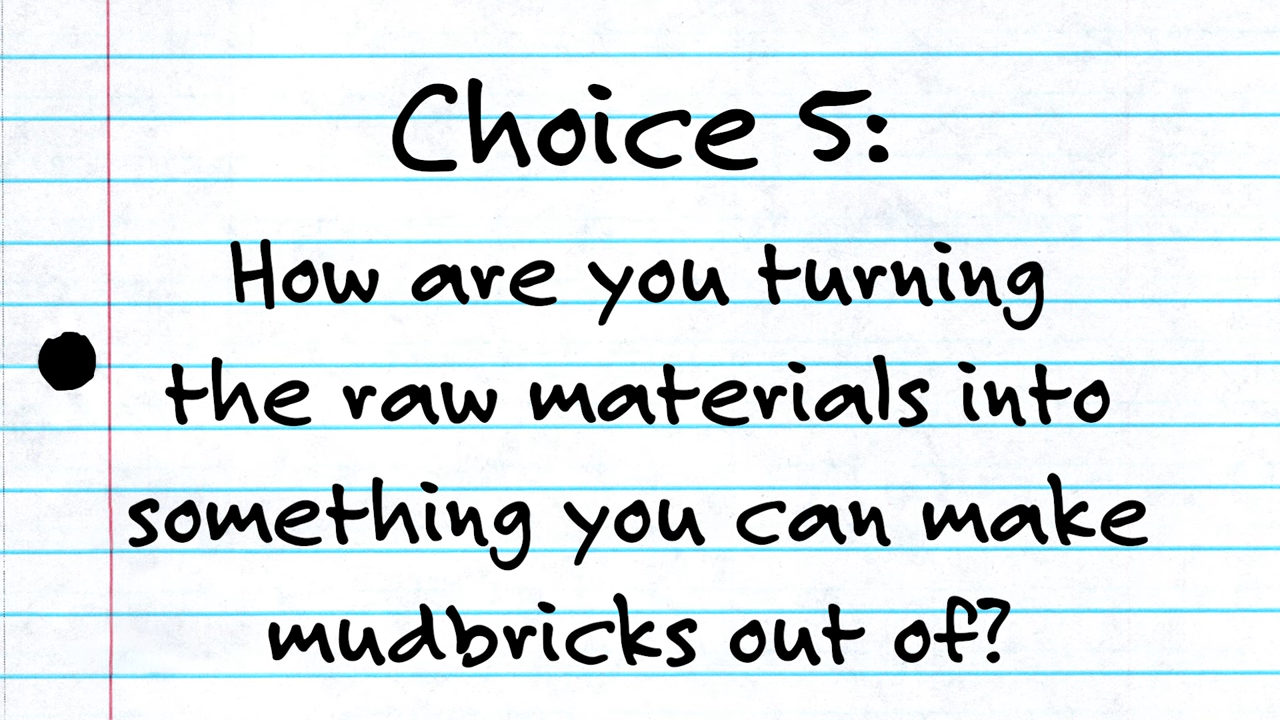 Choice 5:
How are you turning
the raw materials into
something you can make
mudbricks out of?